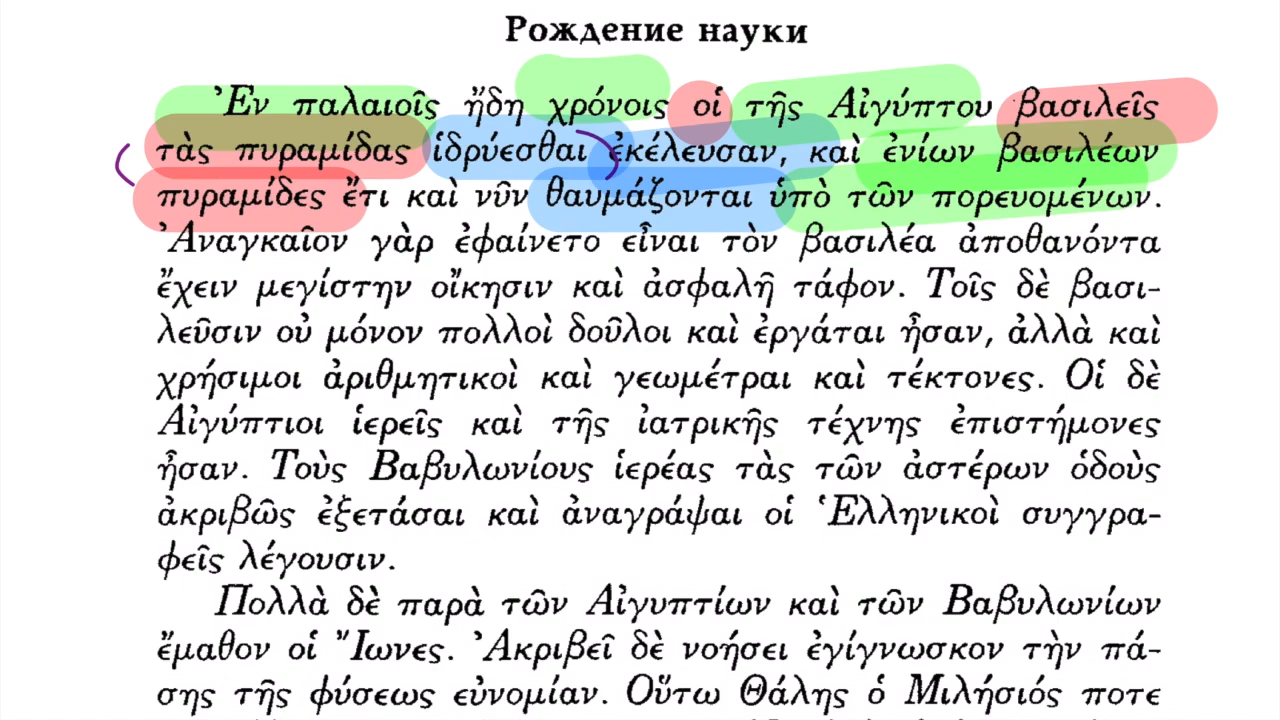 Рождение науки
Ἐν παλαιοῖς ἤδη χρόνοις οἱ τῆς Αἰγύπτου βασιλεῖς
τὰς πυραμίδας ἱδρύεσθαι ἐκέλευσαν, καὶ ἐνίων βασιλέων
πυραμίδες ἔτι καὶ νῦν θαυμάζονται ὑπὸ τῶν πορευομένων.
Ἀναγκαῖον γὰρ ἐφαίνετο εἶναι τὸν βασιλέα ἀποθανόντα
ἔχειν μεγίστην οἴκησιν καὶ ἀσφαλῆ τάφον. Τοῖς δὲ βασι-
λεῦσιν οὐ μόνον πολλοὶ δοῦλοι καὶ ἐργάται ἦσαν, ἀλλὰ καὶ
χρήσιμοι ἀριθμητικοὶ καὶ γεωμέτραι καὶ τέκτονες. Οἱ δὲ
Αἰγύπτιοι ἱερεῖς καὶ τῆς ἰατρικῆς τέχνης ἐπιστήμονες
ἦσαν. Τοὺς Βαβυλωνίους ἱερέας τὰς τῶν ἀστέρων ὁδοὺς
ἀκριβῶς ἐξετάσαι καὶ ἀναγράψαι οἱ Ἑλληνικοὶ συγγρα-
φεῖς λέγουσιν.
Πολλὰ δὲ παρὰ τῶν Αἰγυπτίων καὶ τῶν Βαβυλωνίων
ἔμαθον οἱ Ἴωνες. Ἀκριβεῖ δὲ νοήσει ἐγίγνωσκον τὴν πά-
σης τῆς φύσεως εὐνομίαν. Οὕτω Θάλης ὁ Μιλήσιός ποτε